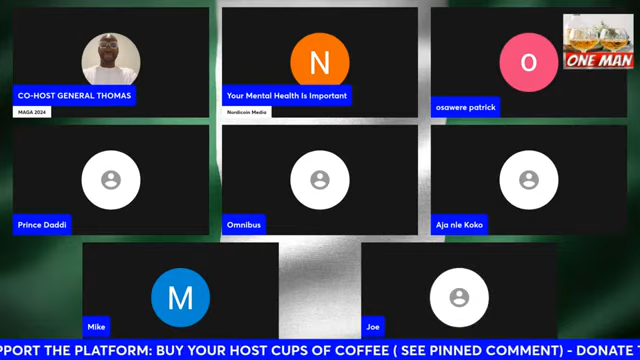 CO-HOST GENERAL THOMAS
MAGA 2024
N
Your Mental Health Is Important
Nordicoin Media
O
osawere patrick
ONE MAN
Prince Daddi
Omnibus
Aja nie Koko
M
Mike
Joe
PPORT THE PLATFORM: BUY YOUR HOST CUPS OF COFFEE ( SEE PINNED COMMENT) - DONATE T